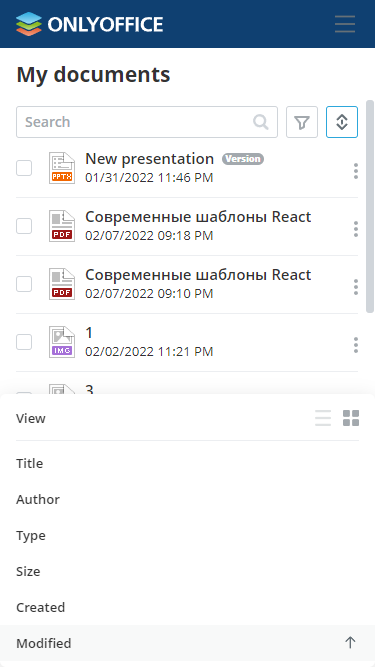 ONLYOFFICE
My documents
Search
New presentation Version
PPTX
01/31/2022 11:46 PM
Современные шаблоны React
PDF
02/07/2022 09:18 PM
Современные шаблоны React
PDF
02/07/2022 09:10 PM
1
IMG
02/02/2022 11:21 PM
3
View
Title
Author
Type
Size
Created
Modified